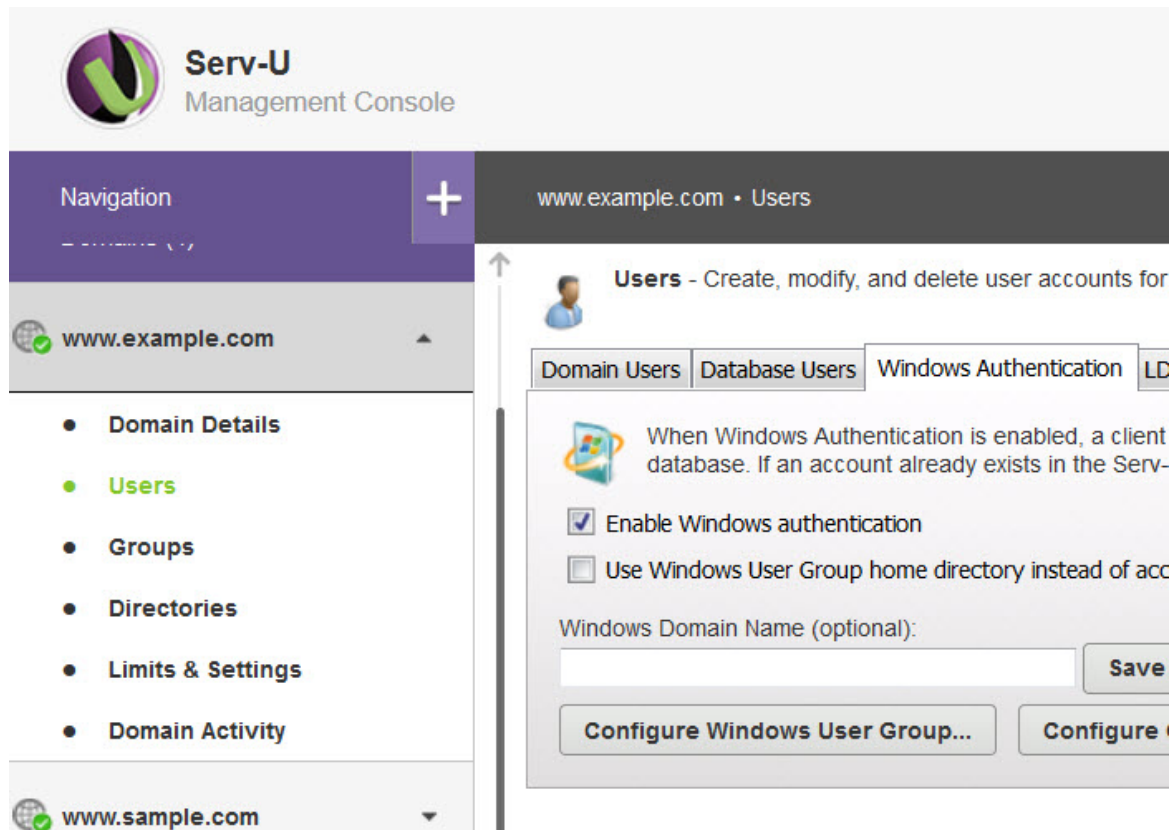 Serv-U
Management Console
Navigation
www.example.com • Users
Users - Create, modify, and delete user accounts for
www.example.com
Domain Users
Database Users
Windows Authentication
LD
• Domain Details
• Users
• Groups
• Directories
• Limits & Settings
• Domain Activity
When Windows Authentication is enabled, a client
database. If an account already exists in the Serv-
Enable Windows authentication
Use Windows User Group home directory instead of acc
Windows Domain Name (optional):
Save
Configure Windows User Group...
Configure
www.sample.com